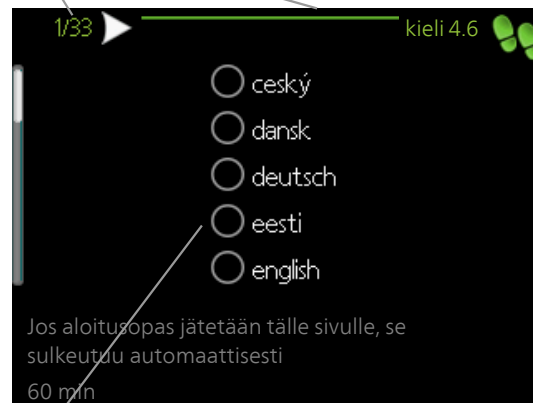 1/33
kieli 4.6
ceský
dansk
deutsch
eesti
english
Jos aloitusopas jätetään tälle sivulle, se
sulkeutuu automaattisesti
60 min